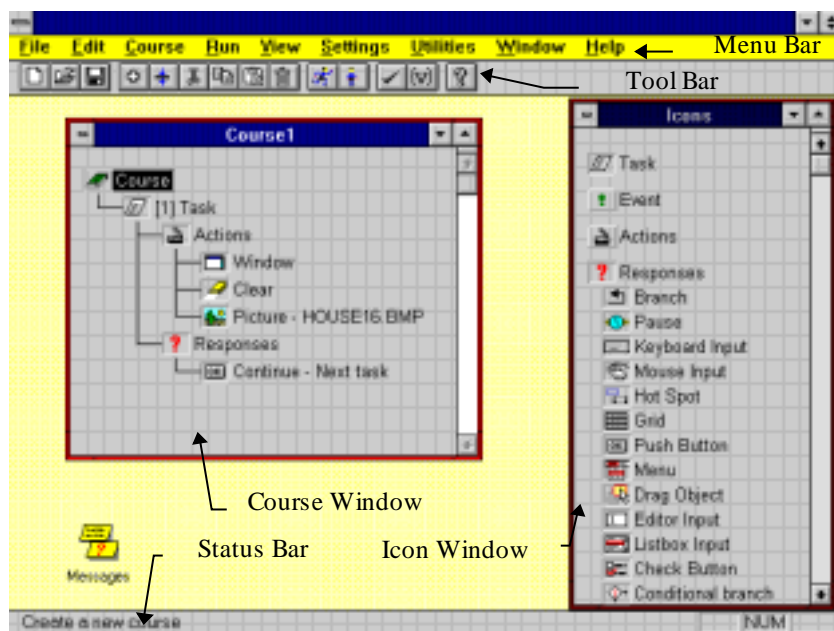 File Edit Course Run View Settings Utilities Window Help Menu Bar
Tool Bar
Course1
Course
[1] Task
Actions
Window
Clear
Picture - HOUSE16.BMP
Responses
Continue - Next task
Course Window
Icons
Task
Event
Actions
Responses
Branch
Pause
Keyboard Input
Mouse Input
Hot Spot
Grid
Push Button
Menu
Drag Object
Editor Input
Listbox Input
Check Button
Conditional branch
Icon Window
Messages
Status Bar
Create a new course
NUM